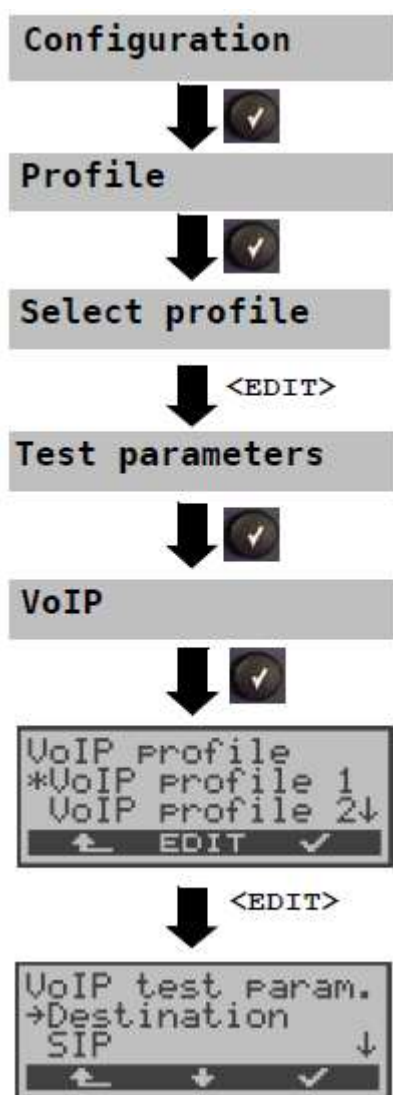 Configuration
Profile
Select profile
<EDIT>
Test parameters
VoIP
VoIP profile
*VoIP profile 1
VoIP profile 2↓
EDIT
<EDIT>
VoIP test param.
→Destination
SIP ↓